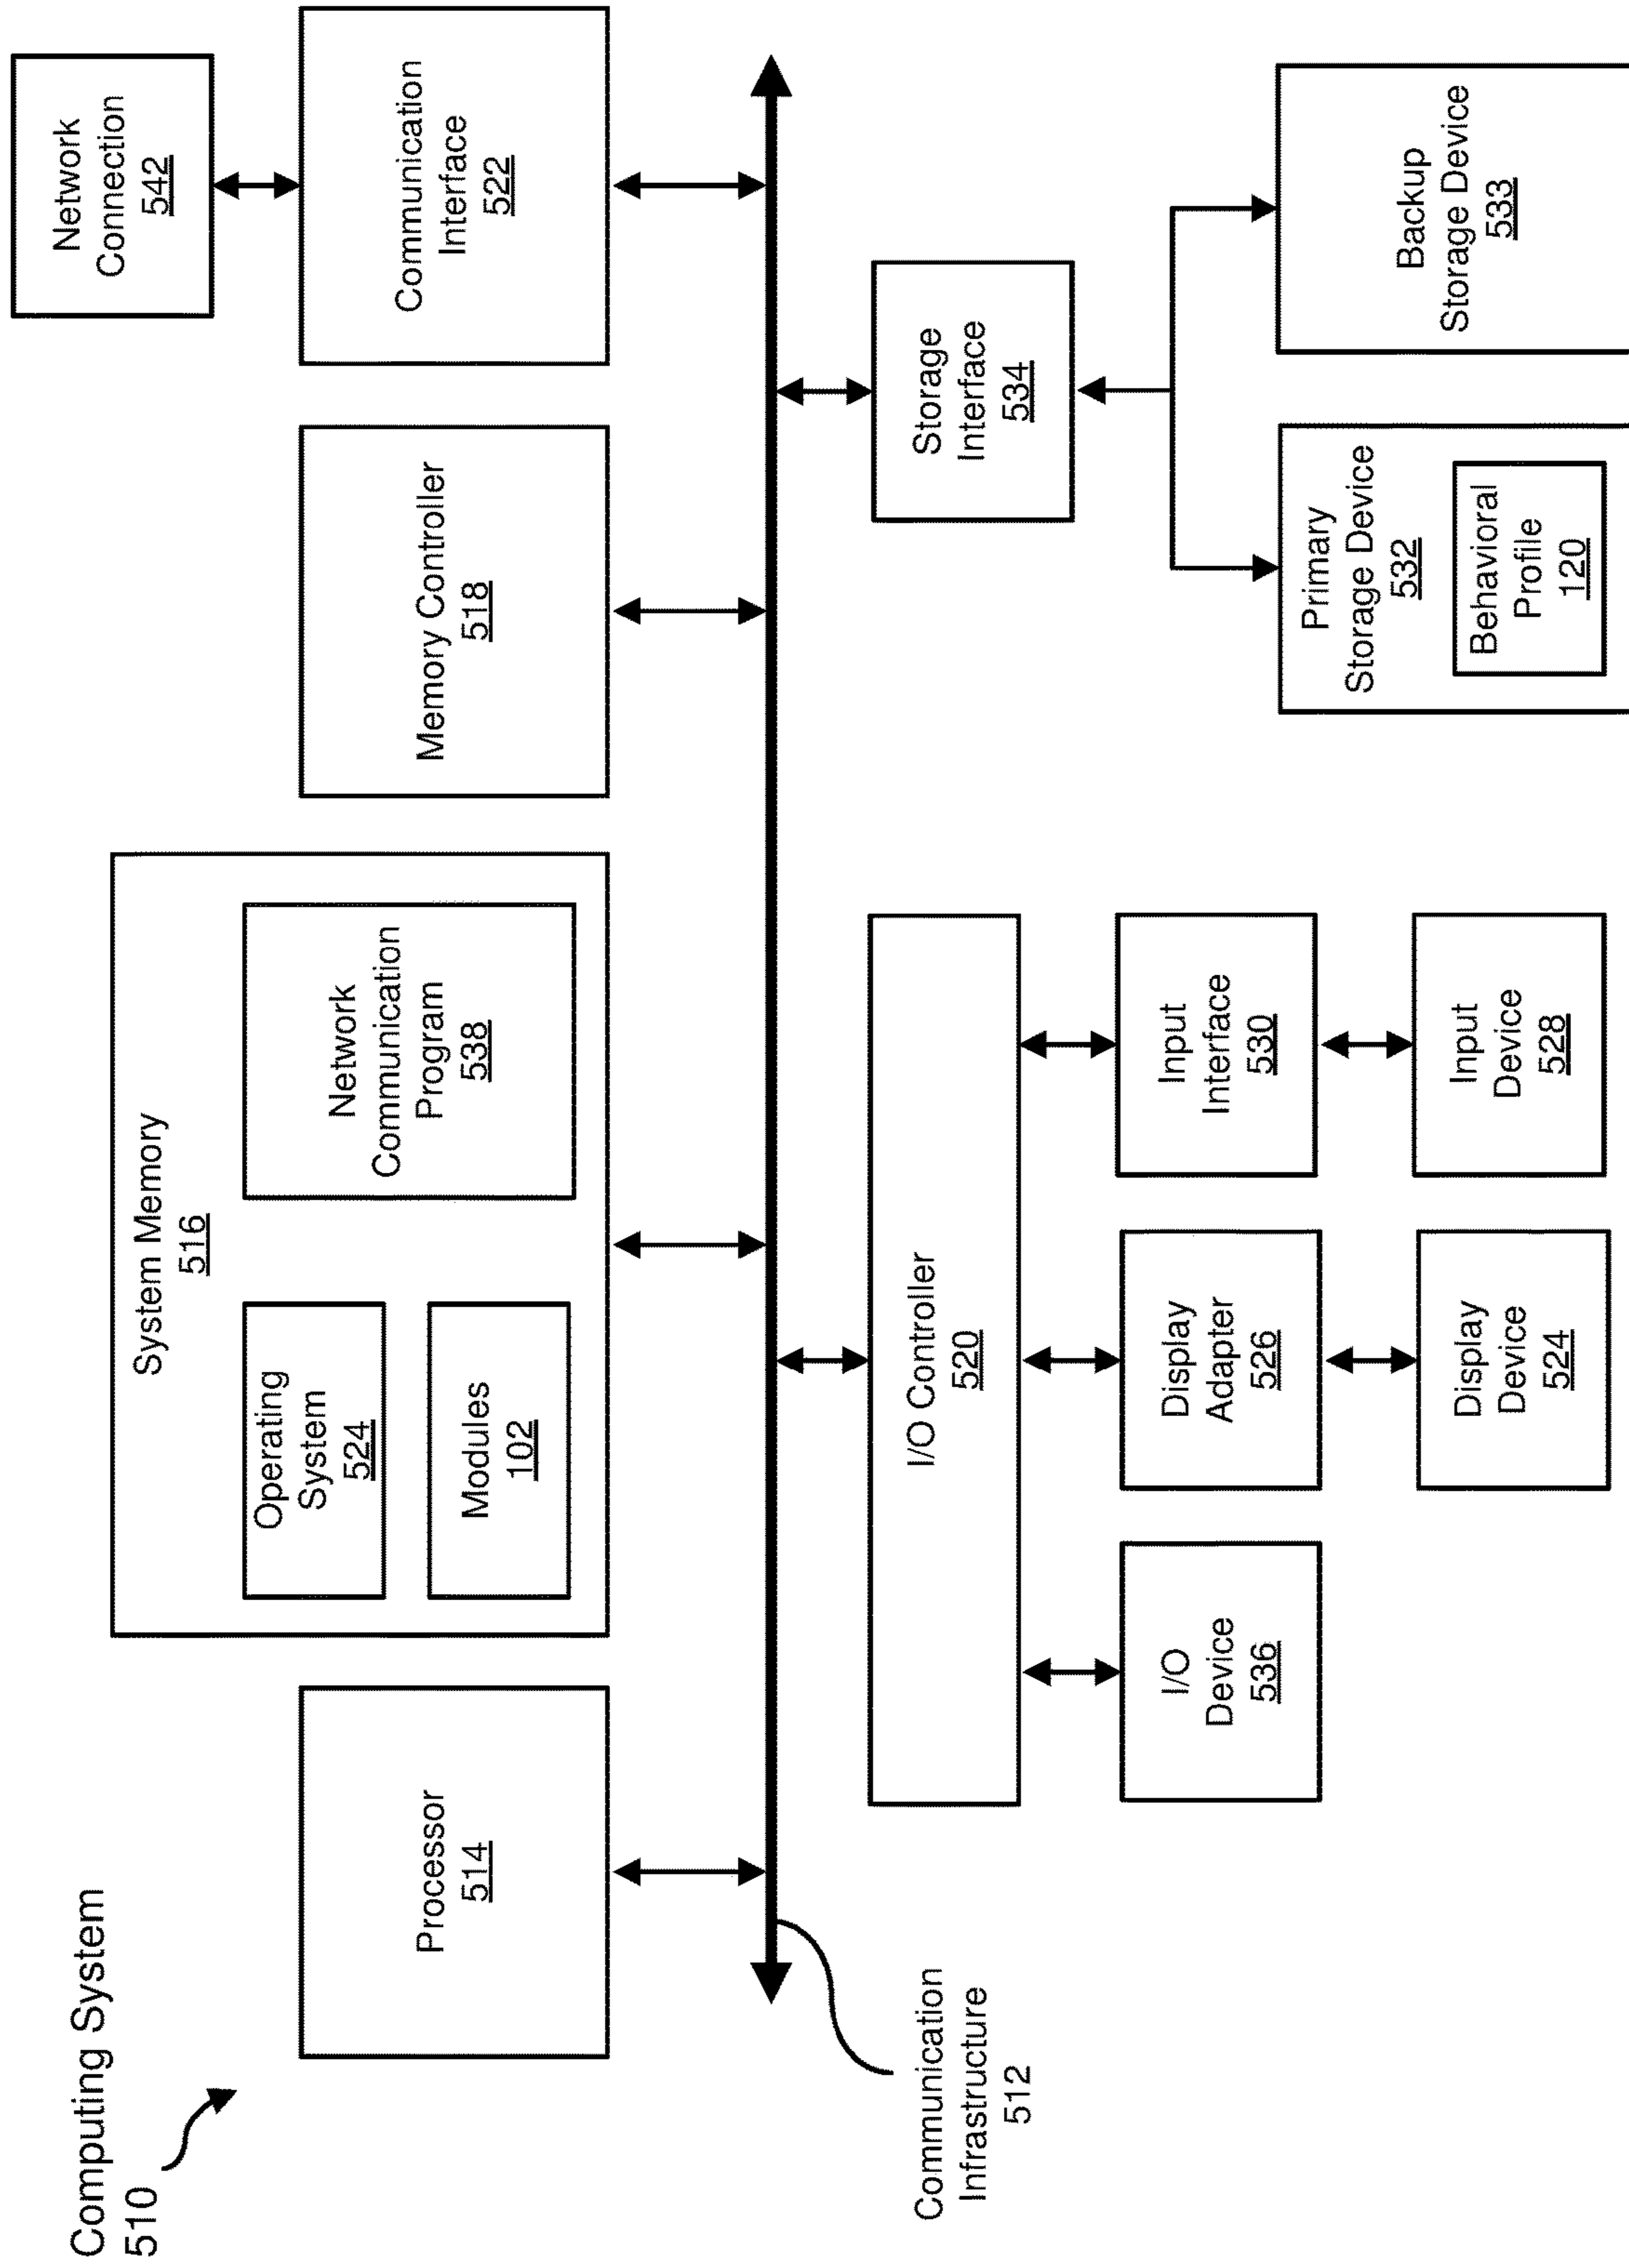 Computing System
510
Processor
514
System Memory
516
Operating
System
524
Modules
102
Network
Communication
Program
538
Memory Controller
518
Communication
Interface
522
Network
Connection
542
Communication
Infrastructure
512
I/O Controller
520
I/O
Device
536
Display
Adapter
526
Input
Interface
530
Display
Device
524
Input
Device
528
Storage
Interface
534
Primary
Storage Device
532
Behavioral
Profile
120
Backup
Storage Device
533